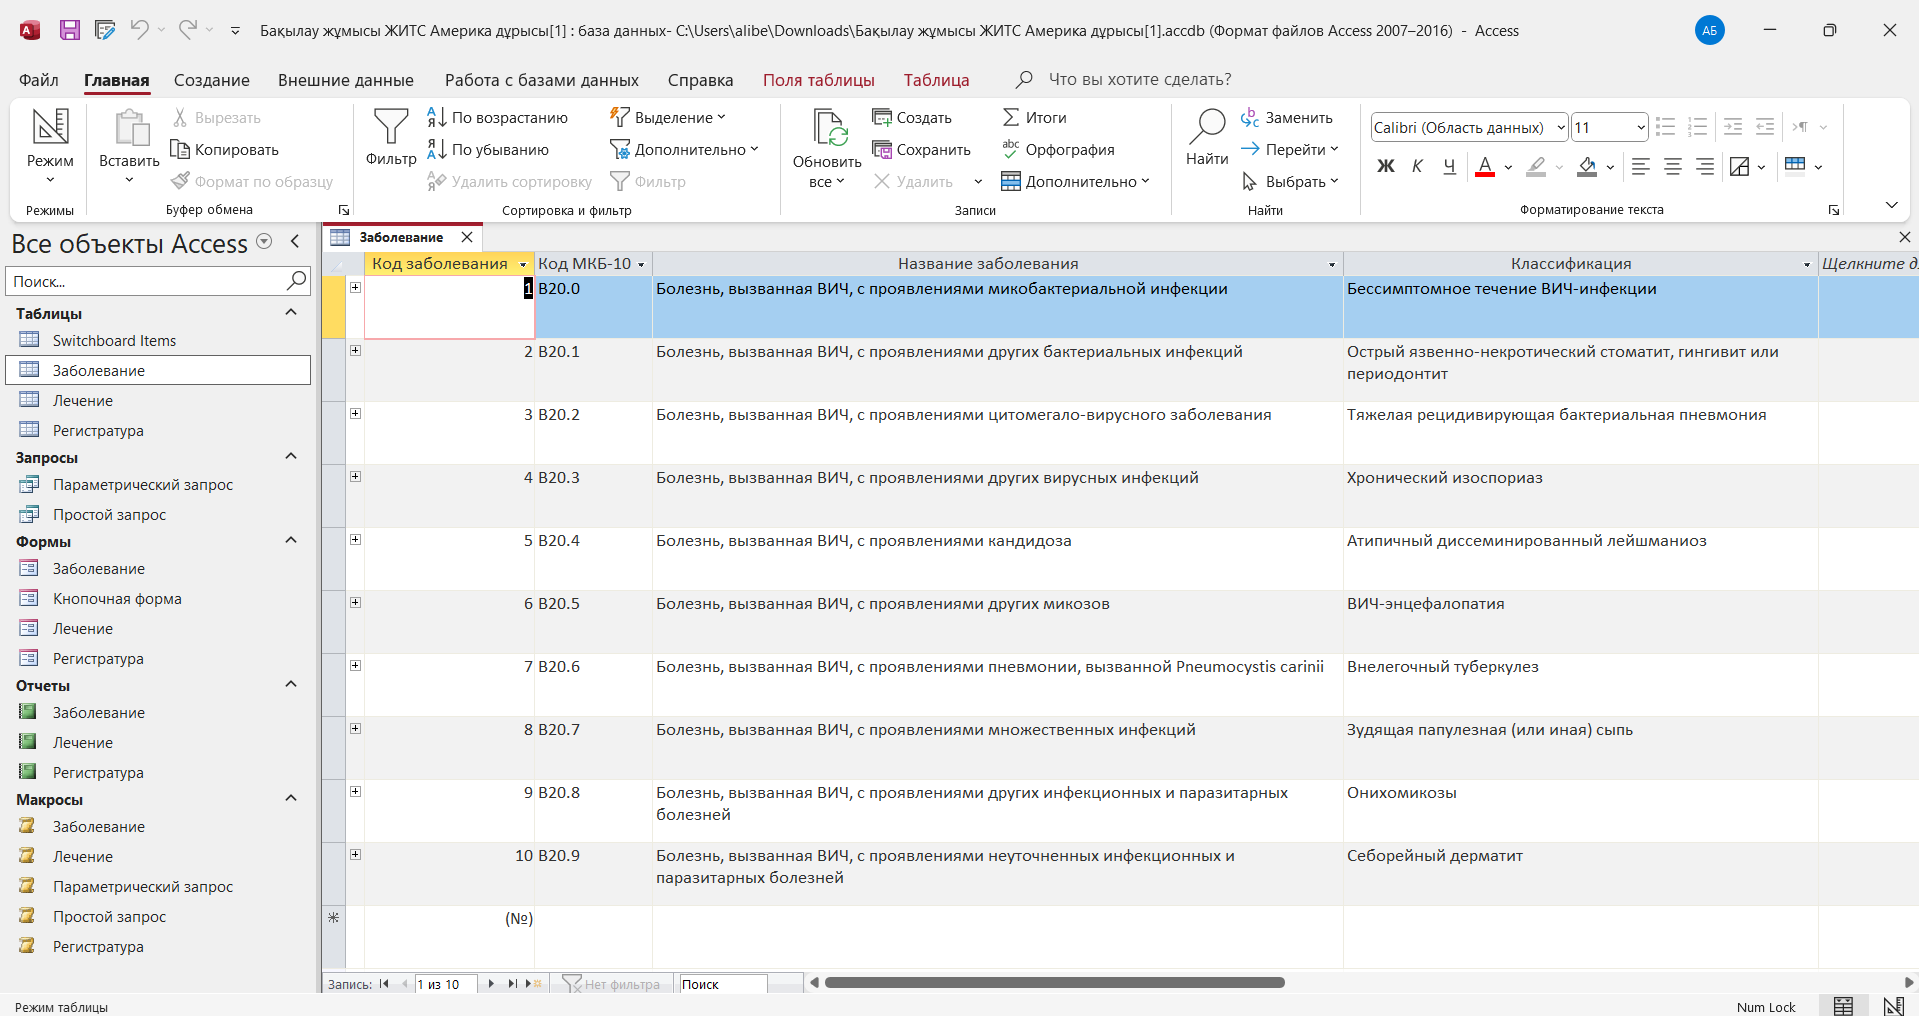 Бақылау жұмысы ЖИТС Америка дұрысы[1] : база данных- C:\Users\alibe\Downloads\Бақылау жұмысы ЖИТС Америка дұрысы[1].accdb (Формат файлов Access 2007–2016) - Access
АБ
Файл Главная Создание Внешние данные Работа с базами данных Справка Поля таблицы Таблица Что вы хотите сделать?
Режим
Режимы
Вставить
Вырезать
Копировать
Формат по образцу
Буфер обмена
Фильтр
По возрастанию
По убыванию
Удалить сортировку
Выделение
Дополнительно
Фильтр
Сортировка и фильтр
Обновить
все
Создать
Сохранить
Удалить
Итоги
Орфография
Дополнительно
Записи
Найти
Заменить
Перейти
Выбрать
Найти
Calibri (Область данных) 11
Ж К Ч А
Форматирование текста
Все объекты Access
Поиск...
Таблицы
Switchboard Items
Заболевание
Лечение
Регистратура
Запросы
Параметрический запрос
Простой запрос
Формы
Заболевание
Кнопочная форма
Лечение
Регистратура
Отчеты
Заболевание
Лечение
Регистратура
Макросы
Заболевание
Лечение
Параметрический запрос
Простой запрос
Регистратура
Заболевание
Код заболевания Код МКБ-10 Название заболевания Классификация Щелкните д
1 B20.0 Болезнь, вызванная ВИЧ, с проявлениями микобактериальной инфекции Бессимптомное течение ВИЧ-инфекции
2 B20.1 Болезнь, вызванная ВИЧ, с проявлениями других бактериальных инфекций Острый язвенно-некротический стоматит, гингивит или
периодонтит
3 B20.2 Болезнь, вызванная ВИЧ, с проявлениями цитомегало-вирусного заболевания Тяжелая рецидивирующая бактериальная пневмония
4 B20.3 Болезнь, вызванная ВИЧ, с проявлениями других вирусных инфекций Хронический изоспориаз
5 B20.4 Болезнь, вызванная ВИЧ, с проявлениями кандидоза Атипичный диссеминированный лейшманиоз
6 B20.5 Болезнь, вызванная ВИЧ, с проявлениями других микозов ВИЧ-энцефалопатия
7 B20.6 Болезнь, вызванная ВИЧ, с проявлениями пневмонии, вызванной Pneumocystis carinii Внелегочный туберкулез
8 B20.7 Болезнь, вызванная ВИЧ, с проявлениями множественных инфекций Зудящая папулезная (или иная) сыпь
9 B20.8 Болезнь, вызванная ВИЧ, с проявлениями других инфекционных и паразитарных Онихомикозы
болезней
10 B20.9 Болезнь, вызванная ВИЧ, с проявлениями неуточненных инфекционных и Себорейный дерматит
паразитарных болезней
(№)
Запись: 1 из 10 Нет фильтра Поиск
Режим таблицы
Num Lock